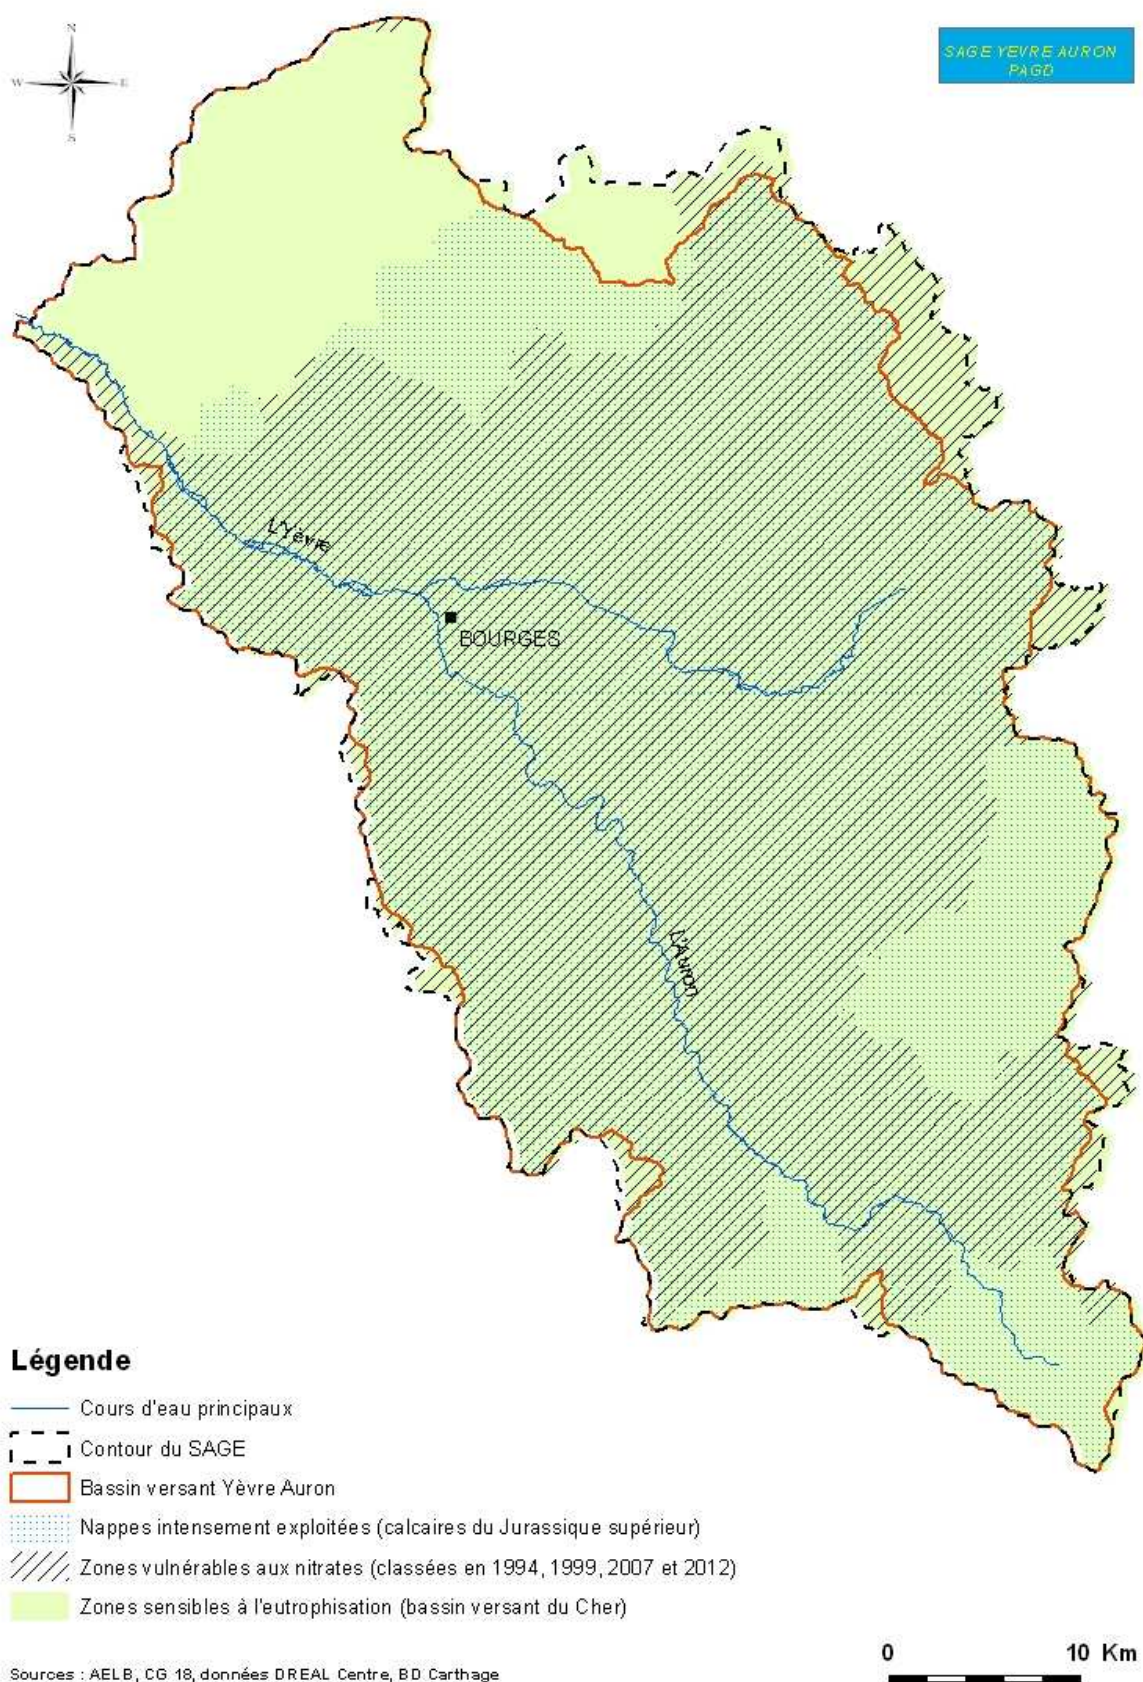 N
W
E
S
SAGE YEVRE AURON
PAGD
L'Yèvre
BOURGES
L'Auron
Légende
Cours d'eau principaux
Contour du SAGE
Bassin versant Yèvre Auron
Nappes intensement exploitées (calcaires du Jurassique supérieur)
Zones vulnérables aux nitrates (classées en 1994, 1999, 2007 et 2012)
Zones sensibles à l'eutrophisation (bassin versant du Cher)
0 10 Km
Sources : AELB, CG 18, données DREAL Centre, BD Carthage